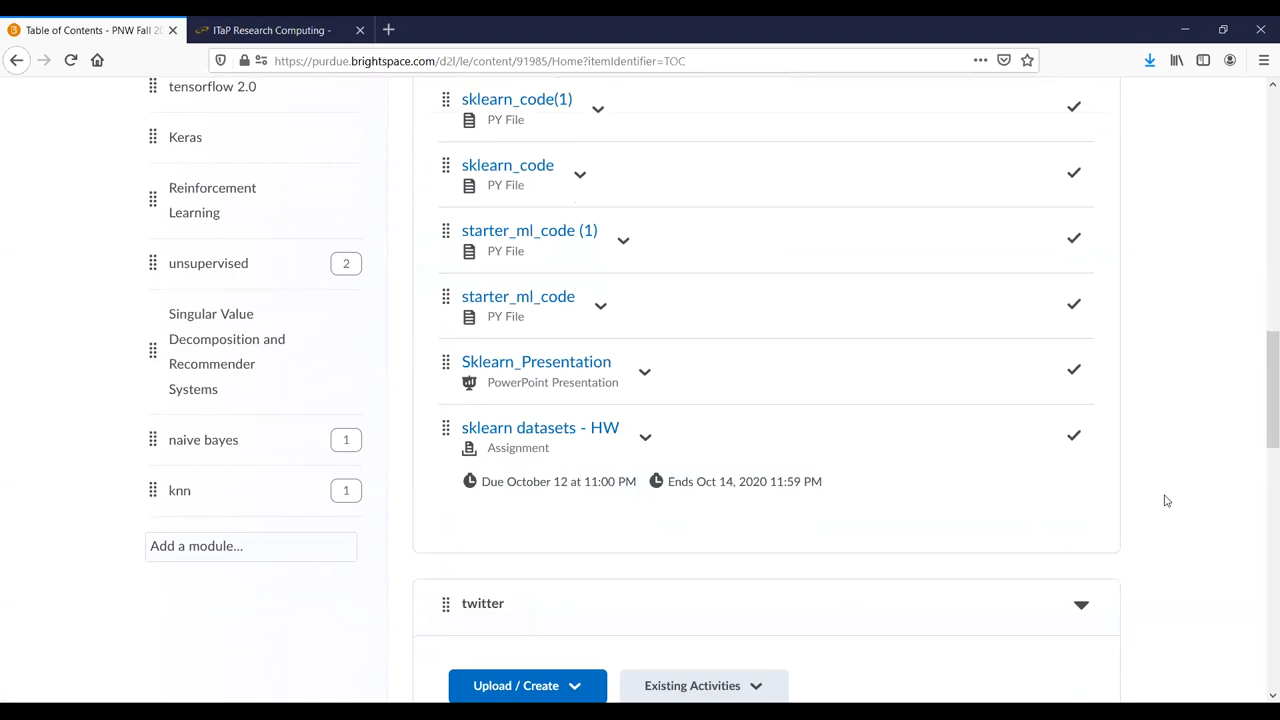 Table of Contents - PNW Fall 20
ITaP Research Computing -
https://purdue.brightspace.com/d2l/le/content/91985/Home?itemIdentifier=TOC
tensorflow 2.0
Keras
Reinforcement
Learning
unsupervised
2
Singular Value
Decomposition and
Recommender
Systems
naive bayes
1
knn
1
Add a module...
sklearn_code(1)
PY File
sklearn_code
PY File
starter_ml_code (1)
PY File
starter_ml_code
PY File
Sklearn_Presentation
PowerPoint Presentation
sklearn datasets - HW
Assignment
Due October 12 at 11:00 PM Ends Oct 14, 2020 11:59 PM
twitter
Upload / Create Existing Activities